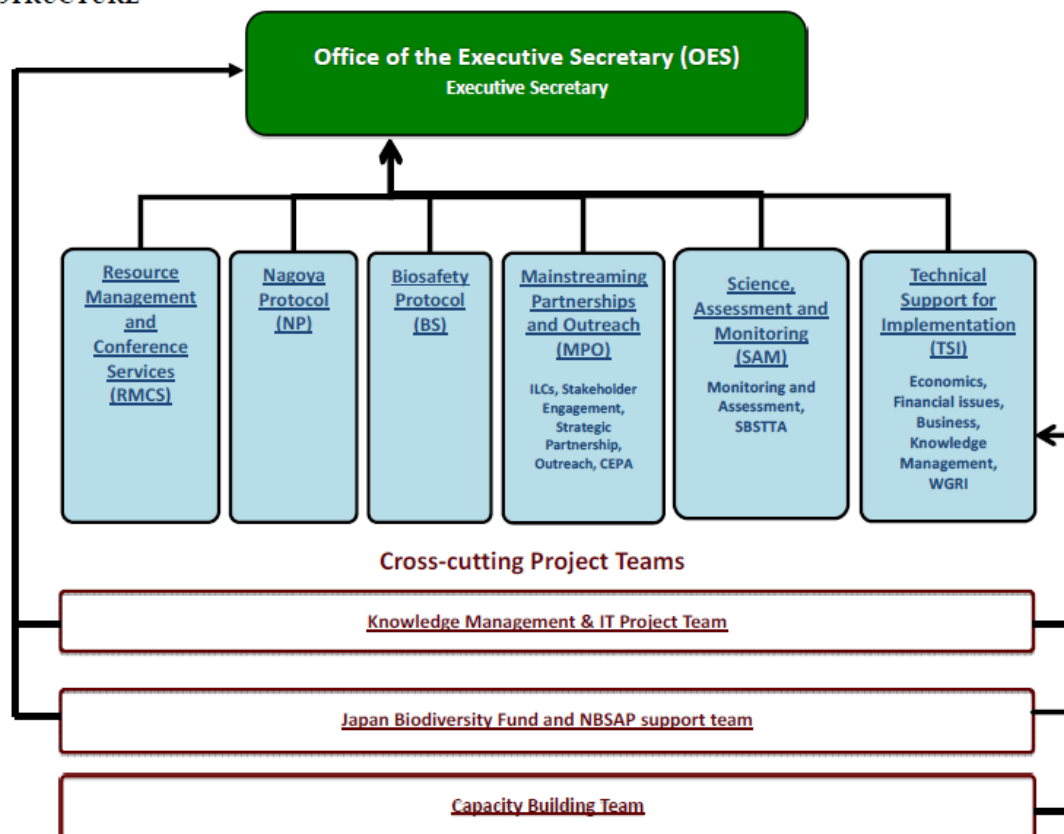 STRUCTURE
Office of the Executive Secretary (OES)
Executive Secretary
Resource
Management
and
Conference
Services
(RMCS)
Nagoya
Protocol
(NP)
Biosafety
Protocol
(BS)
Mainstreaming
Partnerships
and Outreach
(MPO)
ILCs, Stakeholder
Engagement,
Strategic
Partnership,
Outreach, CEPA
Science,
Assessment and
Monitoring
(SAM)
Monitoring and
Assessment,
SBSTTA
Technical
Support for
Implementation
(TSI)
Economics,
Financial issues,
Business,
Knowledge
Management,
WGRI
Cross-cutting Project Teams
Knowledge Management & IT Project Team
Japan Biodiversity Fund and NBSAP support team
Capacity Building Team